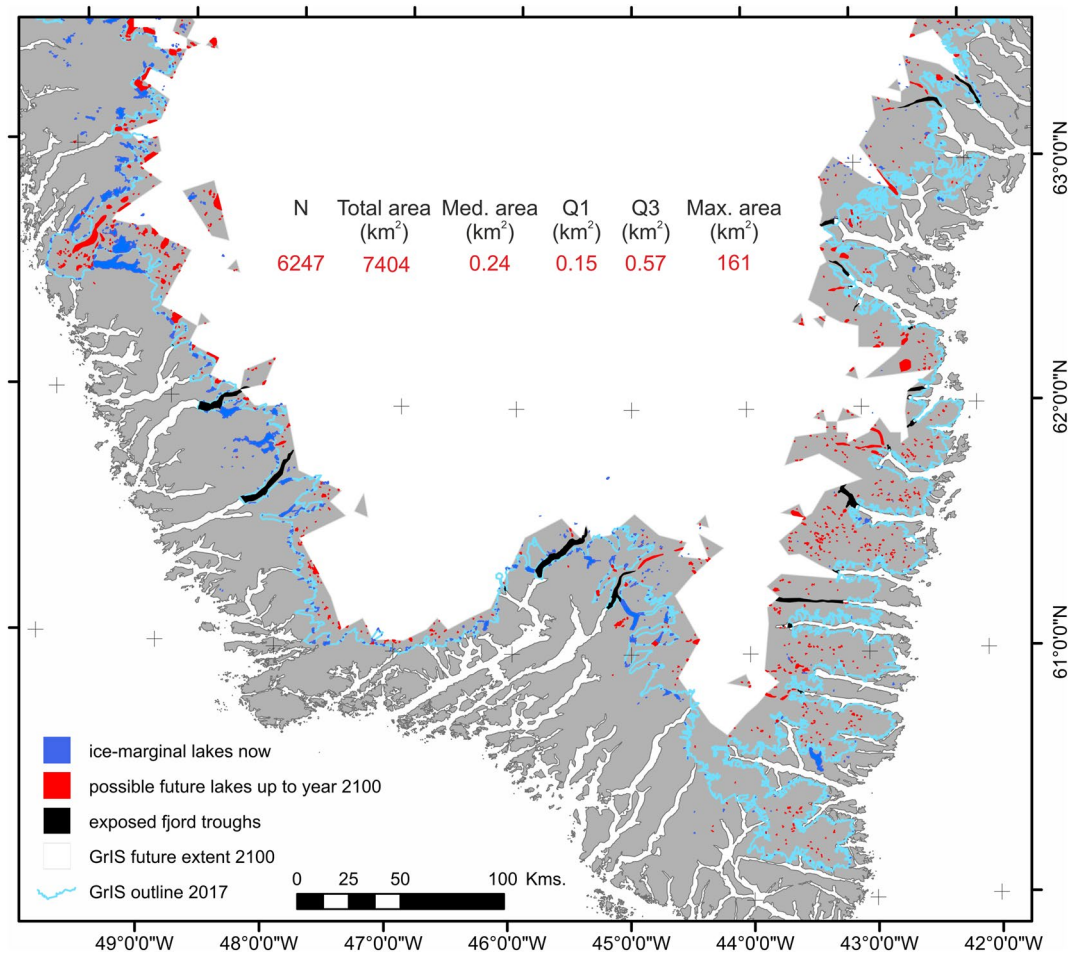 N Total area Med. area Q1 Q3 Max. area
(km²) (km²) (km²) (km²) (km²)
6247 7404 0.24 0.15 0.57 161
63°0'0"N
62°0'0"N
61°0'0"N
ice-marginal lakes now
possible future lakes up to year 2100
exposed fjord troughs
GrIS future extent 2100
GrIS outline 2017
0 25 50 100 Kms.
49°0'0"W 48°0'0"W 47°0'0"W 46°0'0"W 45°0'0"W 44°0'0"W 43°0'0"W 42°0'0"W